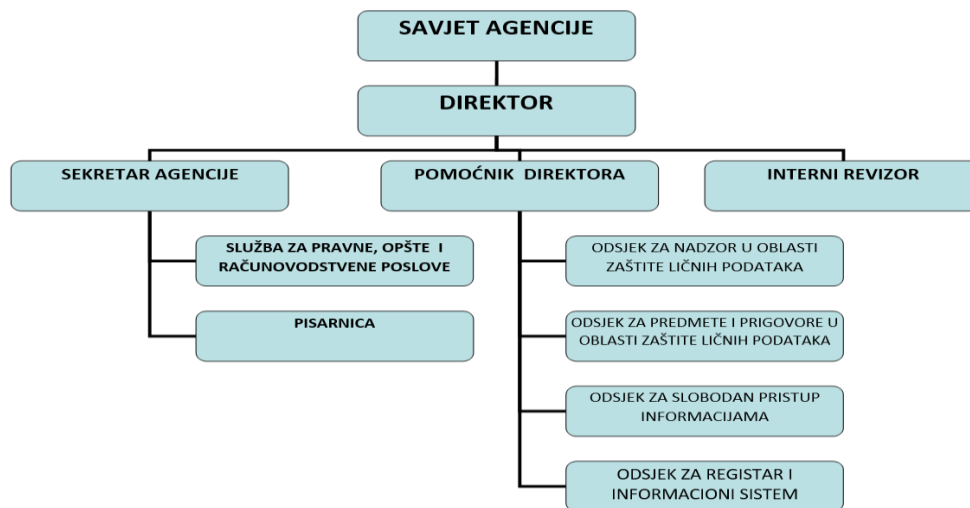 SAVJET AGENCIJE
DIREKTOR
SEKRETAR AGENCIJE
POMOĆNIK DIREKTORA
INTERNI REVIZOR
SLUŽBA ZA PRAVNE, OPŠTE I
RAČUNOVODSTVENE POSLOVE
PISARNICA
ODSJEK ZA NADZOR U OBLASTI
ZAŠTITE LIČNIH PODATAKA
ODSJEK ZA PREDMETE I PRIGOVORE U
OBLASTI ZAŠTITE LIČNIH PODATAKA
ODSJEK ZA SLOBODAN PRISTUP
INFORMACIJAMA
ODSJEK ZA REGISTAR I
INFORMACIONI SISTEM